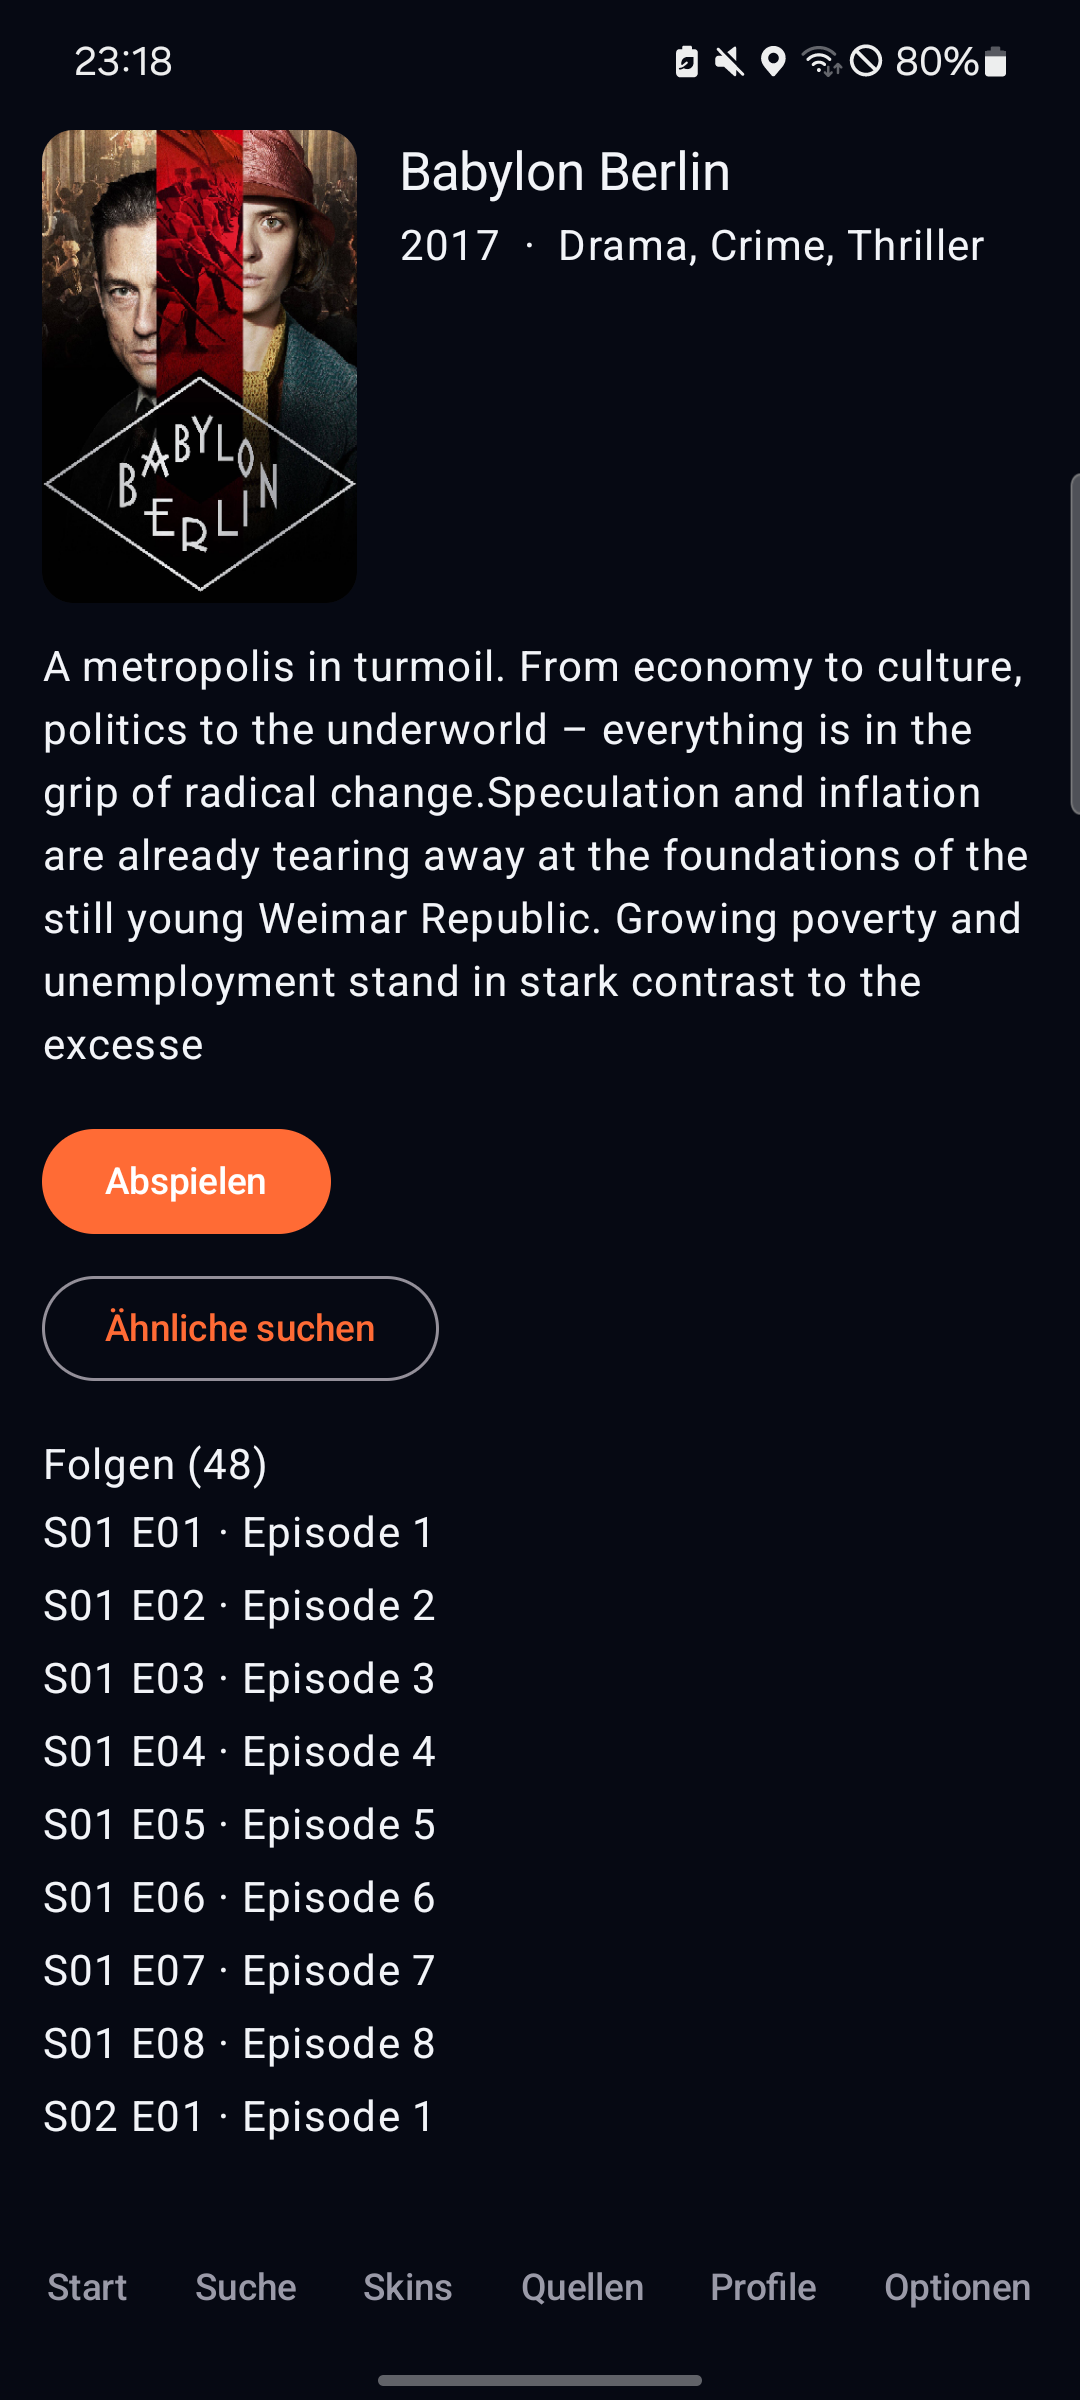 23:18
80%
Babylon Berlin
2017 · Drama, Crime, Thriller
BABYLON
BERLIN
A metropolis in turmoil. From economy to culture,
politics to the underworld – everything is in the
grip of radical change.Speculation and inflation
are already tearing away at the foundations of the
still young Weimar Republic. Growing poverty and
unemployment stand in stark contrast to the
excesse
Abspielen
Ähnliche suchen
Folgen (48)
S01 E01 · Episode 1
S01 E02 · Episode 2
S01 E03 · Episode 3
S01 E04 · Episode 4
S01 E05 · Episode 5
S01 E06 · Episode 6
S01 E07 · Episode 7
S01 E08 · Episode 8
S02 E01 · Episode 1
Start Suche Skins Quellen Profile Optionen